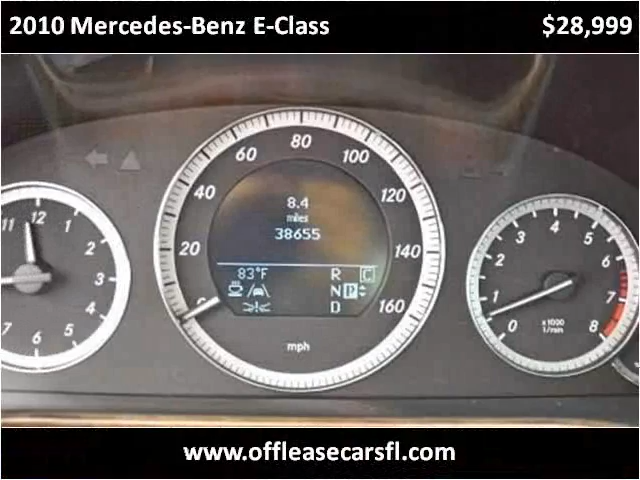 2010 Mercedes-Benz E-Class $28,999
11 12 1
2
3
4
5
6
7
0 20 40 60 80 100 120 140 160
8.4
miles
38655
83°F R C
N P
D
mph
0 1 2 3 4 5 6 7 8
x1000
1/min
www.offleasecarsfl.com